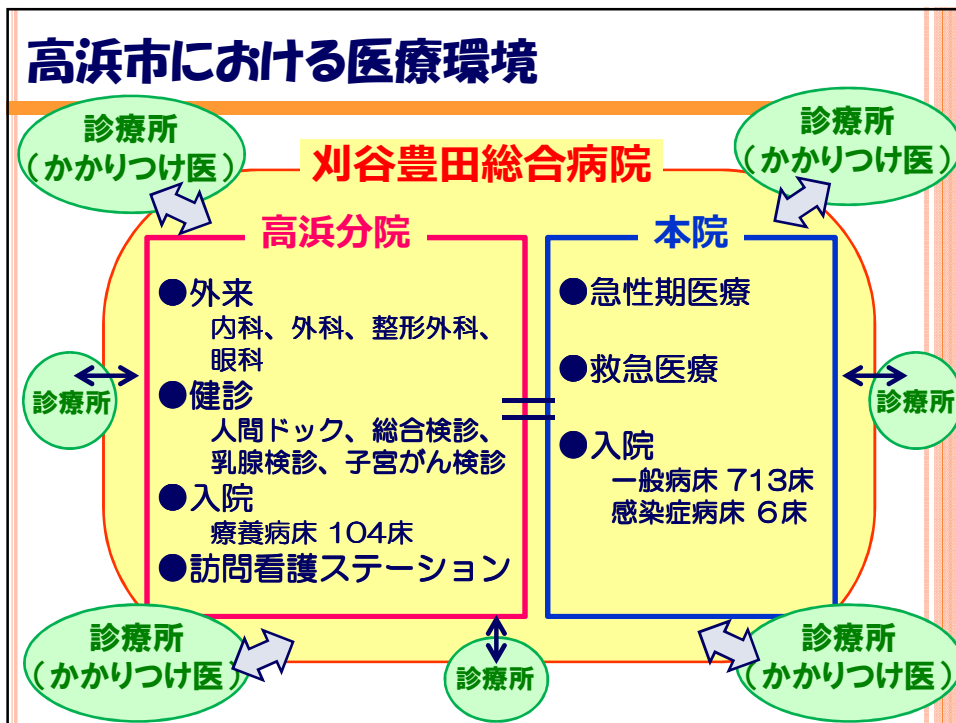 高浜市における医療環境
診療所
（かかりつけ医）
診療所
（かかりつけ医）
刈谷豊田総合病院
高浜分院
●外来
内科、外科、整形外科、
眼科
●健診
人間ドック、総合検診、
乳腺検診、子宮がん検診
●入院
療養病床 104床
●訪問看護ステーション
本院
●急性期医療
●救急医療
●入院
一般病床 713床
感染症病床 6床
診療所
診療所
診療所
（かかりつけ医）
診療所
診療所
（かかりつけ医）